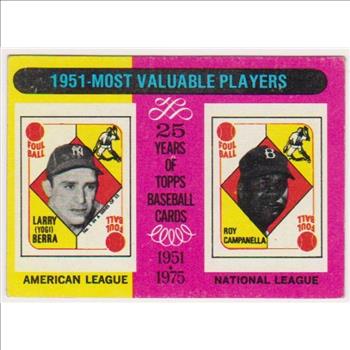 1951-MOST VALUABLE PLAYERS
25
YEARS
OF
TOPPS
BASEBALL
CARDS
1951
1975
FOUL
BALL
NY
LARRY
(YOGI)
BERRA
FOUL
BALL
AMERICAN LEAGUE
FOUL
BALL
B
ROY
CAMPANELLA
FOUL
BALL
NATIONAL LEAGUE